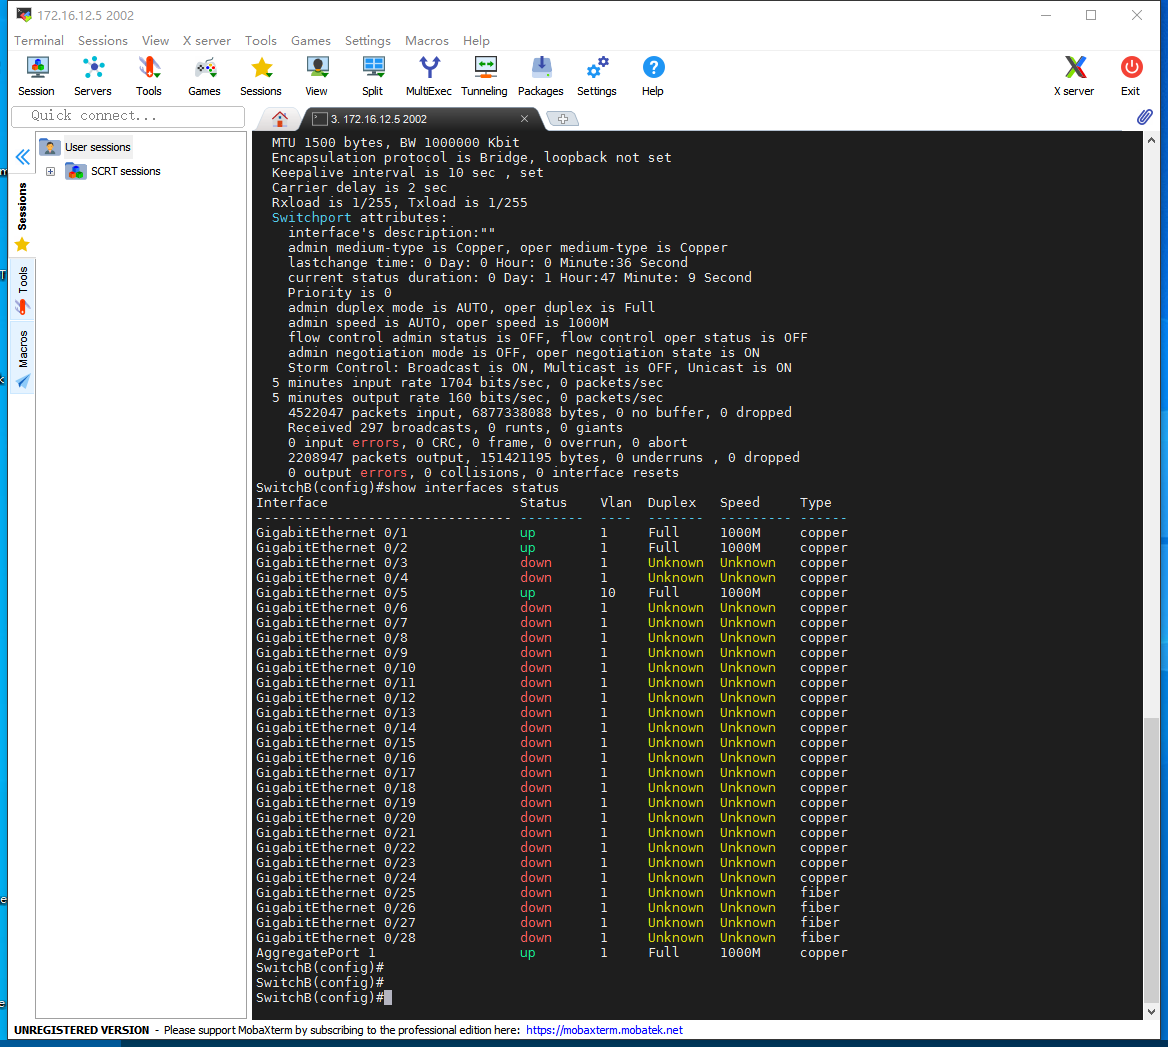 172.16.12.5 2002
Terminal Sessions View X server Tools Games Settings Macros Help
Session Servers Tools Games Sessions View Split MultiExec Tunneling Packages Settings Help X server Exit
Quick connect...
3. 172.16.12.5 2002
User sessions
SCRT sessions
Sessions
Tools
Macros
MTU 1500 bytes, BW 1000000 Kbit
Encapsulation protocol is Bridge, loopback not set
Keepalive interval is 10 sec , set
Carrier delay is 2 sec
Rxload is 1/255, Txload is 1/255
Switchport attributes:
interface's description:""
admin medium-type is Copper, oper medium-type is Copper
lastchange time: 0 Day: 0 Hour: 0 Minute:36 Second
current status duration: 0 Day: 1 Hour:47 Minute: 9 Second
Priority is 0
admin duplex mode is AUTO, oper duplex is Full
admin speed is AUTO, oper speed is 1000M
flow control admin status is OFF, flow control oper status is OFF
admin negotiation mode is OFF, oper negotiation state is ON
Storm Control: Broadcast is ON, Multicast is OFF, Unicast is ON
5 minutes input rate 1704 bits/sec, 0 packets/sec
5 minutes output rate 160 bits/sec, 0 packets/sec
4522047 packets input, 6877338088 bytes, 0 no buffer, 0 dropped
Received 297 broadcasts, 0 runts, 0 giants
0 input errors, 0 CRC, 0 frame, 0 overrun, 0 abort
2208947 packets output, 151421195 bytes, 0 underruns , 0 dropped
0 output errors, 0 collisions, 0 interface resets
SwitchB(config)#show interfaces status
Interface Status Vlan Duplex Speed Type
-------------------------------- -------- ---- ------- --------- ------
GigabitEthernet 0/1 up 1 Full 1000M copper
GigabitEthernet 0/2 up 1 Full 1000M copper
GigabitEthernet 0/3 down 1 Unknown Unknown copper
GigabitEthernet 0/4 down 1 Unknown Unknown copper
GigabitEthernet 0/5 up 10 Full 1000M copper
GigabitEthernet 0/6 down 1 Unknown Unknown copper
GigabitEthernet 0/7 down 1 Unknown Unknown copper
GigabitEthernet 0/8 down 1 Unknown Unknown copper
GigabitEthernet 0/9 down 1 Unknown Unknown copper
GigabitEthernet 0/10 down 1 Unknown Unknown copper
GigabitEthernet 0/11 down 1 Unknown Unknown copper
GigabitEthernet 0/12 down 1 Unknown Unknown copper
GigabitEthernet 0/13 down 1 Unknown Unknown copper
GigabitEthernet 0/14 down 1 Unknown Unknown copper
GigabitEthernet 0/15 down 1 Unknown Unknown copper
GigabitEthernet 0/16 down 1 Unknown Unknown copper
GigabitEthernet 0/17 down 1 Unknown Unknown copper
GigabitEthernet 0/18 down 1 Unknown Unknown copper
GigabitEthernet 0/19 down 1 Unknown Unknown copper
GigabitEthernet 0/20 down 1 Unknown Unknown copper
GigabitEthernet 0/21 down 1 Unknown Unknown copper
GigabitEthernet 0/22 down 1 Unknown Unknown copper
GigabitEthernet 0/23 down 1 Unknown Unknown copper
GigabitEthernet 0/24 down 1 Unknown Unknown copper
GigabitEthernet 0/25 down 1 Unknown Unknown fiber
GigabitEthernet 0/26 down 1 Unknown Unknown fiber
GigabitEthernet 0/27 down 1 Unknown Unknown fiber
GigabitEthernet 0/28 down 1 Unknown Unknown fiber
AggregatePort 1 up 1 Full 1000M copper
SwitchB(config)#
SwitchB(config)#
SwitchB(config)#
UNREGISTERED VERSION - Please support MobaXterm by subscribing to the professional edition here: https://mobaxterm.mobatek.net